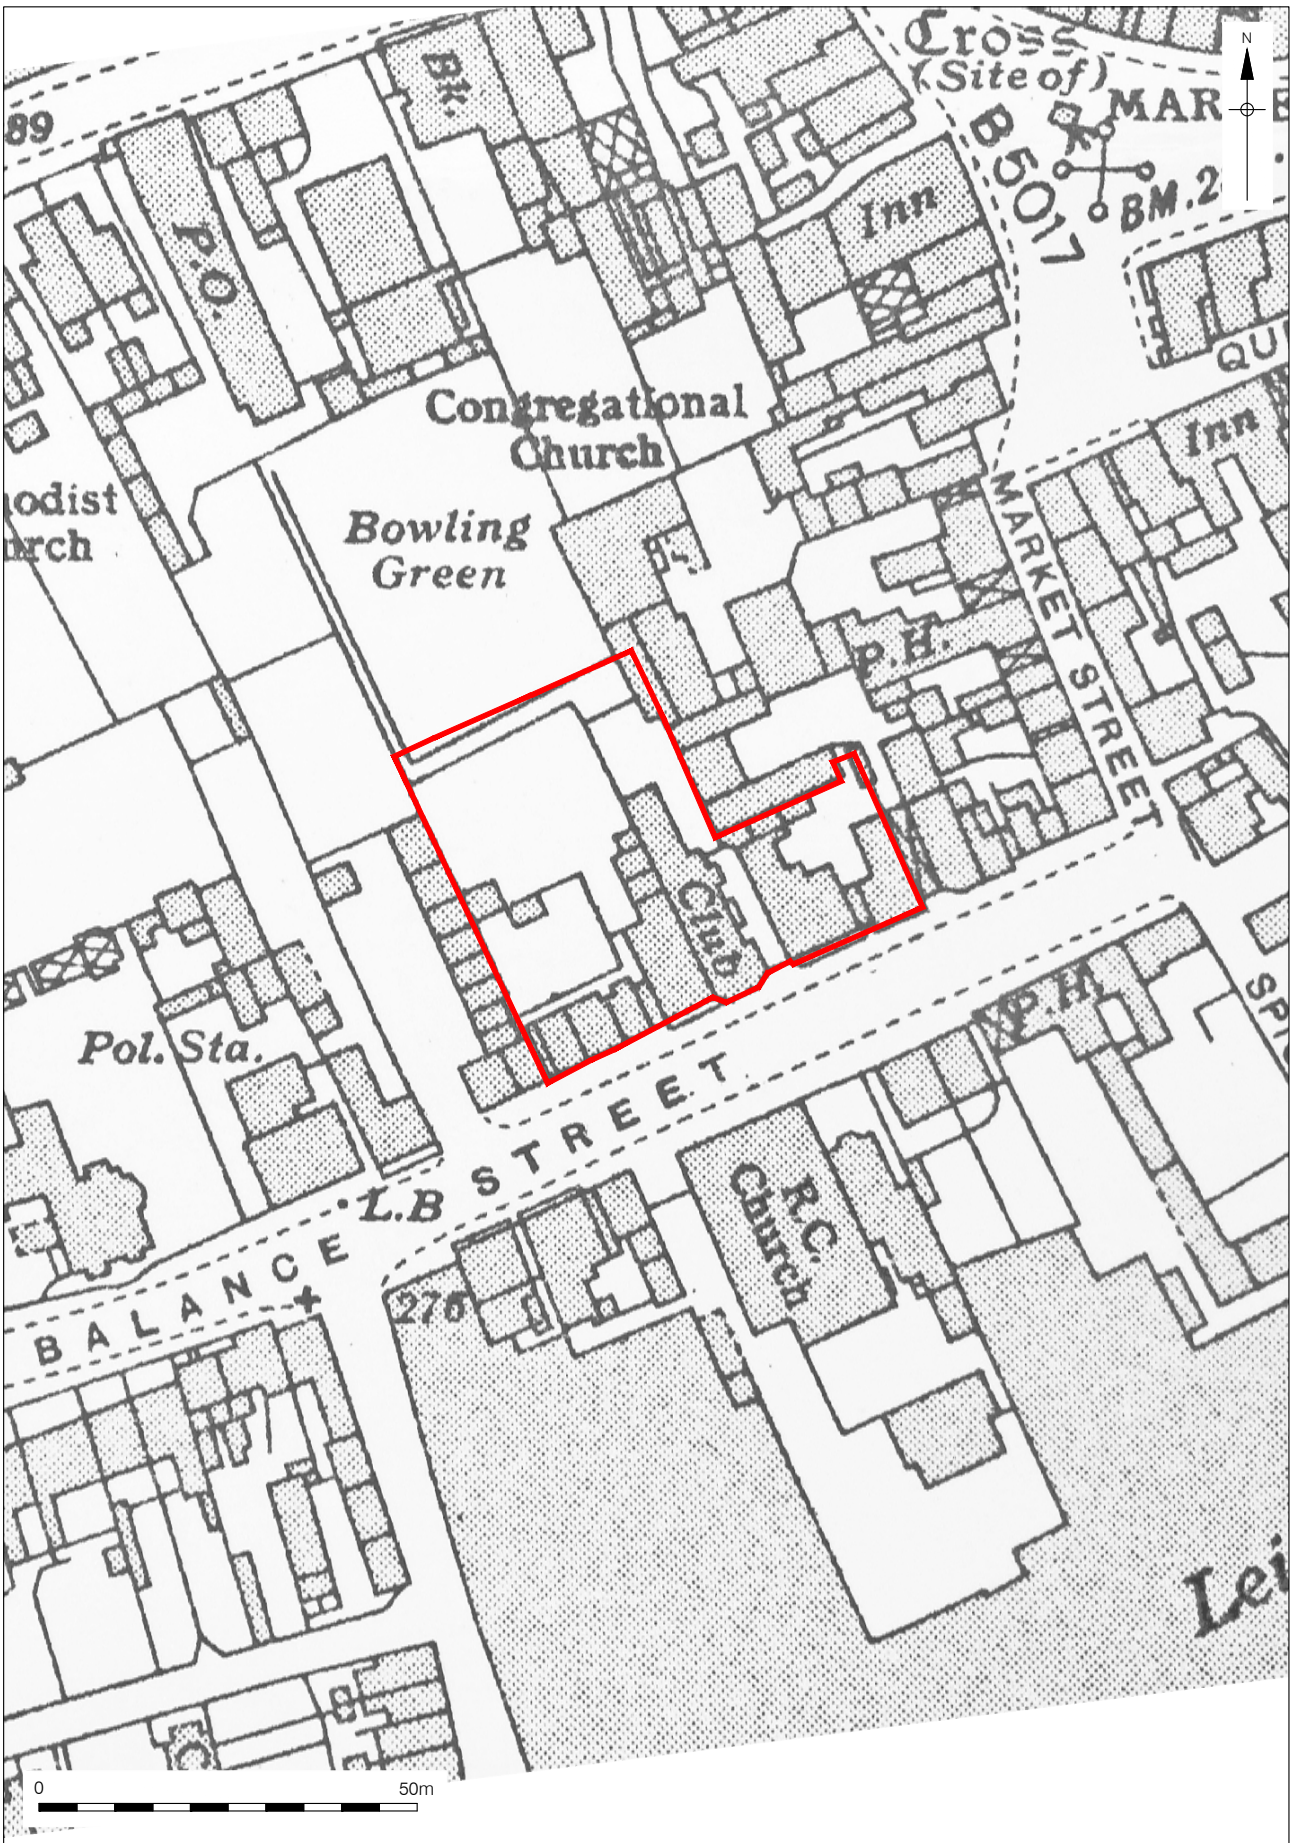 Cross
(Site of)
N
89
Bk.
MAR
B 5017
BM.2
P.O.
Inn
QU
Congregational
Church
Inn
odist
rch
Bowling
Green
MARKET STREET
P.H.
Club
Pol. Sta.
P.H.
L.B
BALANCE STREET
R.C.
Church
276
Lei
0
50m